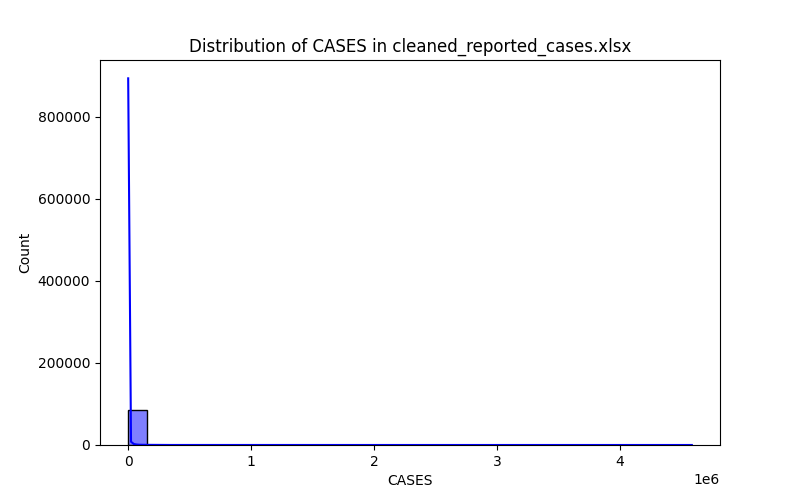 Distribution of CASES in cleaned_reported_cases.xlsx
800000
600000
400000
200000
0
Count
0 1 2 3 4
1e6
CASES